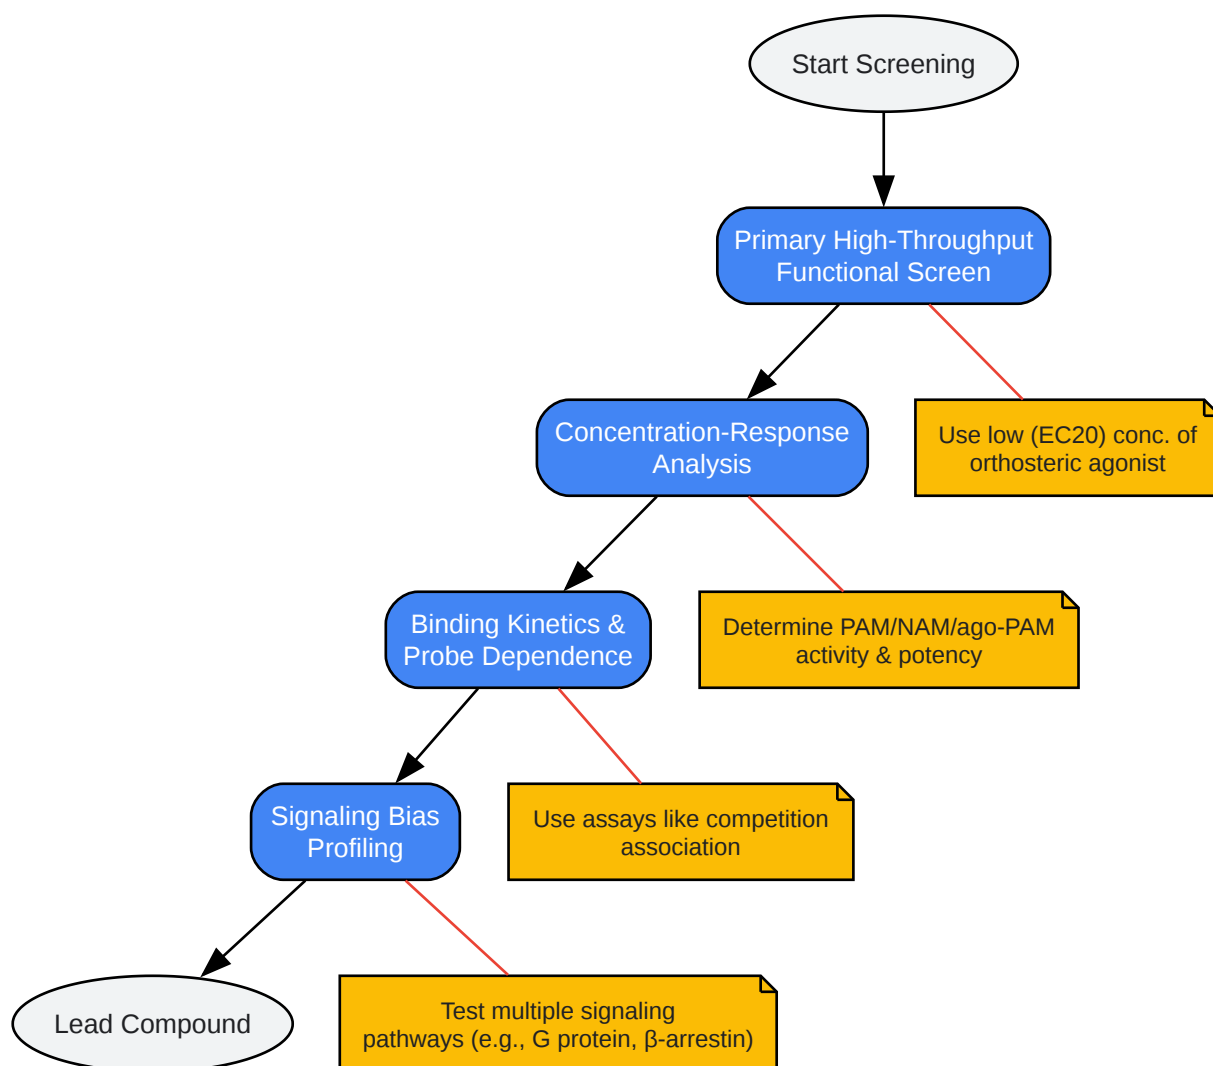 Start Screening
Primary High-Throughput
Functional Screen
Concentration-Response
Analysis
Use low (EC20) conc. of
orthosteric agonist
Binding Kinetics &
Probe Dependence
Determine PAM/NAM/ago-PAM
activity & potency
Signaling Bias
Profiling
Use assays like competition
association
Lead Compound
Test multiple signaling
pathways (e.g., G protein, β-arrestin)